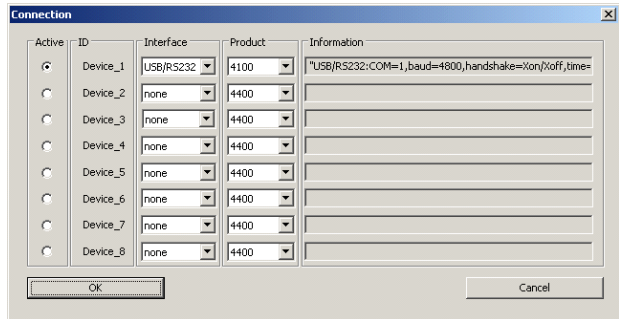 Connection
Active ID Interface Product Information
Device_1 USB/RS232 4100 "USB/RS232:COM=1,baud=4800,handshake=Xon/Xoff,time=
Device_2 none 4400
Device_3 none 4400
Device_4 none 4400
Device_5 none 4400
Device_6 none 4400
Device_7 none 4400
Device_8 none 4400
OK Cancel